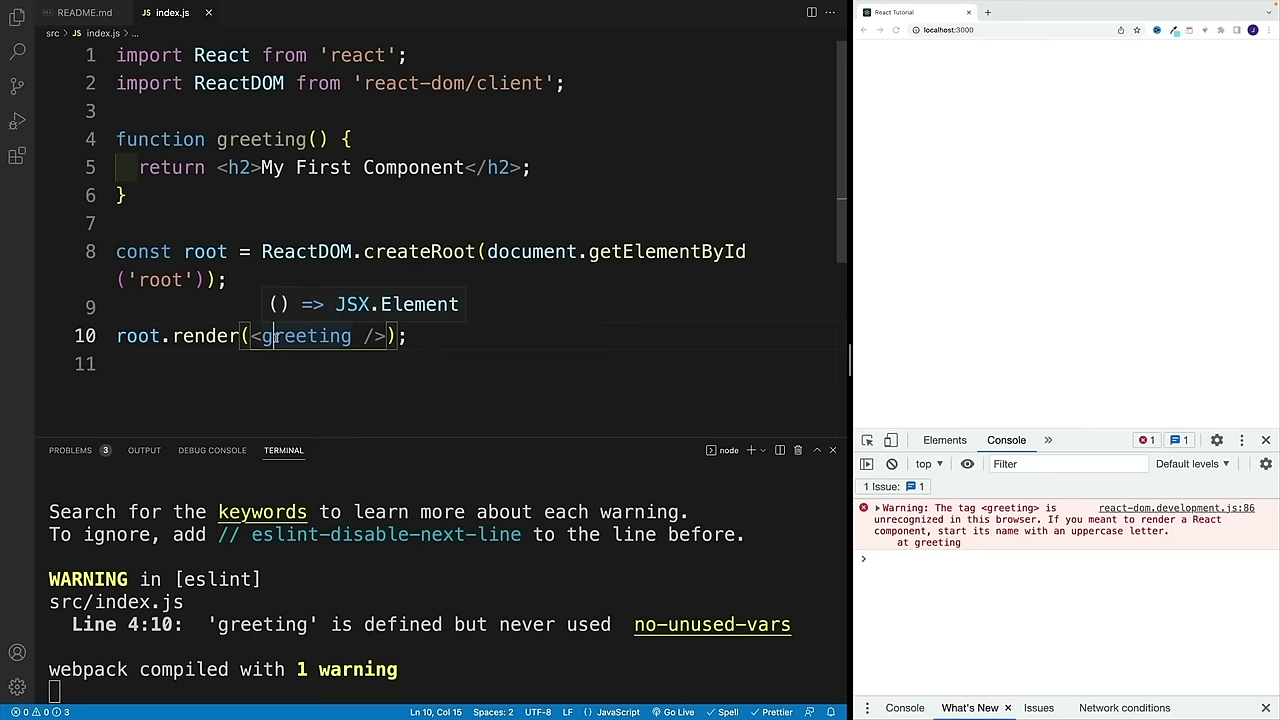 README.md
JS index.js
src > JS index.js > ...
1 import React from 'react';
2 import ReactDOM from 'react-dom/client';
3
4 function greeting() {
5 return <h2>My First Component</h2>;
6 }
7
8 const root = ReactDOM.createRoot(document.getElementById
('root'));
9
() => JSX.Element
10 root.render(<greeting />);
11
PROBLEMS 3 OUTPUT DEBUG CONSOLE TERMINAL
node
Search for the keywords to learn more about each warning.
To ignore, add // eslint-disable-next-line to the line before.
WARNING in [eslint]
src/index.js
Line 4:10: 'greeting' is defined but never used no-unused-vars
webpack compiled with 1 warning
0 0 3 Ln 10, Col 15 Spaces: 2 UTF-8 LF {} JavaScript Go Live Spell Prettier
React Tutorial
localhost:3000
J
Elements Console 1 1
top Filter Default levels
1 Issue: 1
Warning: The tag <greeting> is react-dom.development.js:86
unrecognized in this browser. If you meant to render a React
component, start its name with an uppercase letter.
at greeting
Console What's New Issues Network conditions